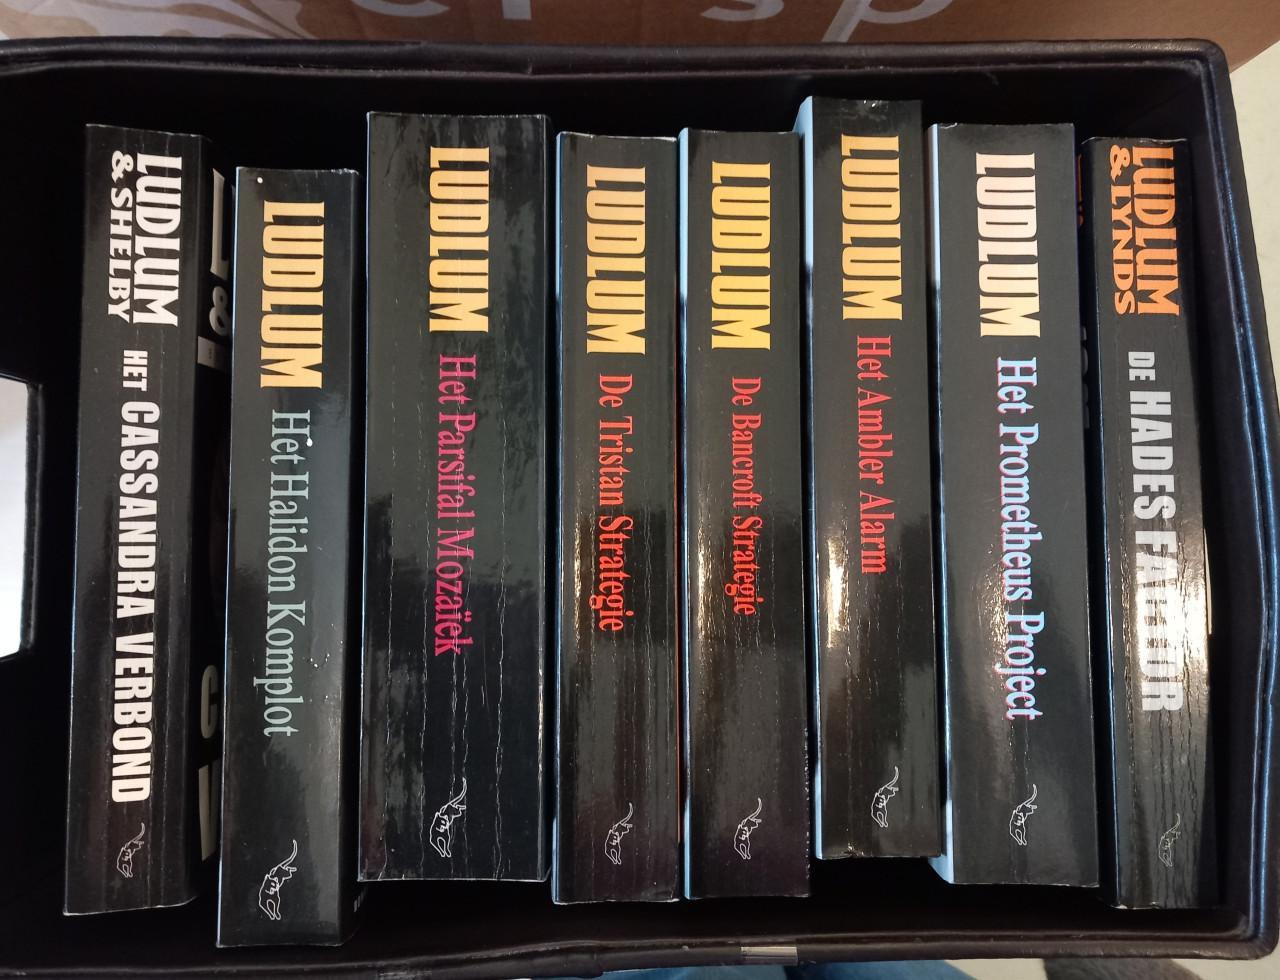 LUDLUM
& SHELBY
HET CASSANDRA VERBOND
LUDLUM
Het Halidon Komplot
LUDLUM
Het Parsifal Mozaïek
LUDLUM
De Tristan Strategie
LUDLUM
De Bancroft Strategie
LUDLUM
Het Ambler Alarm
LUDLUM
Het Prometheus Project
LUDLUM
& LYNDS
DE HADES FACTOR